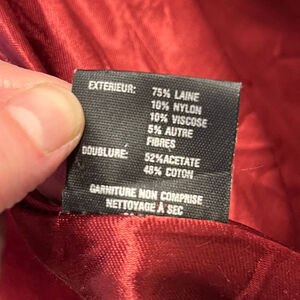 EXTÉRIEUR: 75% LAINE
10% NYLON
10% VISCOSE
5% AUTRE
FIBRES
DOUBLURE: 52%ACETATE
48% COTON
GARNITURE NON COMPRISE
NETTOYAGE À SEC